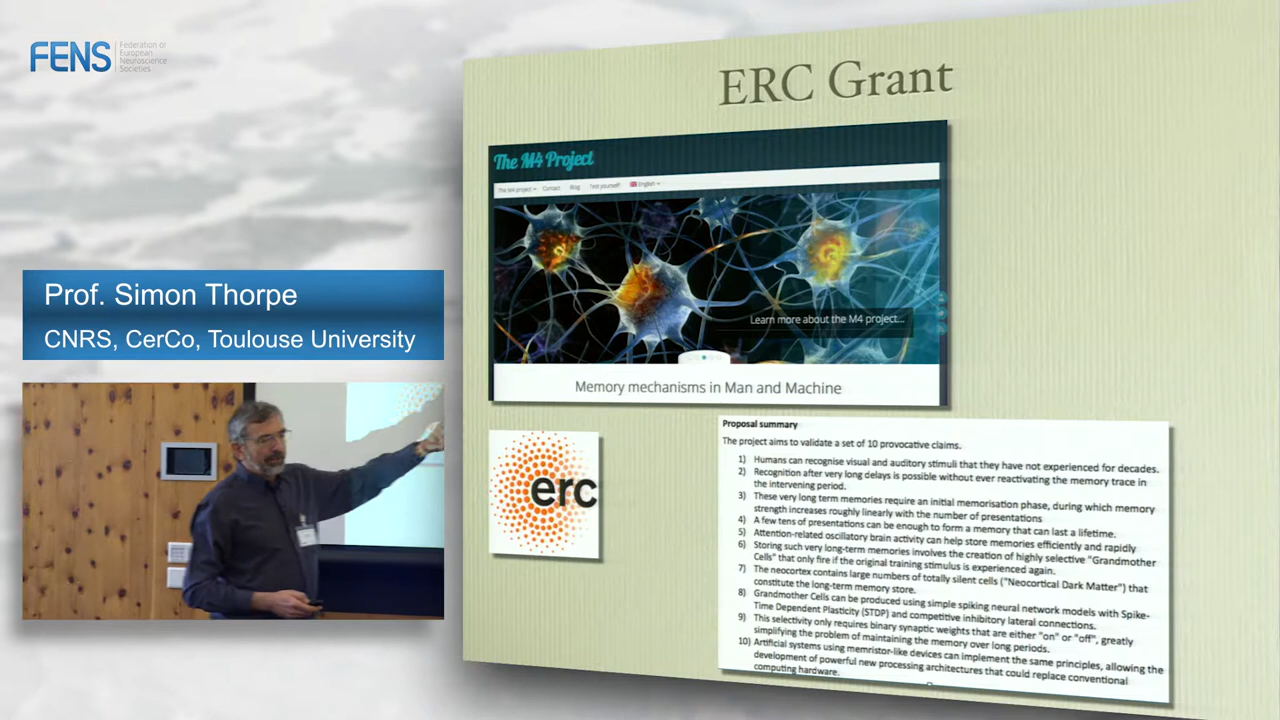 FENS
Federation of
European
Neuroscience
Societies
Prof. Simon Thorpe
CNRS, CerCo, Toulouse University
ERC Grant
The M4 Project
The M4 project Contact Blog Test yourself! English
Learn more about the M4 project...
Memory mechanisms in Man and Machine
erc
Proposal summary
The project aims to validate a set of 10 provocative claims.
1) Humans can recognise visual and auditory stimuli that they have not experienced for decades.
2) Recognition after very long delays is possible without ever reactivating the memory trace in
the intervening period.
3) These very long term memories require an initial memorisation phase, during which memory
strength increases roughly linearly with the number of presentations
4) A few tens of presentations can be enough to form a memory that can last a lifetime.
5) Attention-related oscillatory brain activity can help store memories efficiently and rapidly
6) Storing such very long-term memories involves the creation of highly selective "Grandmother
Cells" that only fire if the original training stimulus is experienced again.
7) The neocortex contains large numbers of totally silent cells ("Neocortical Dark Matter") that
constitute the long-term memory store.
8) Grandmother Cells can be produced using simple spiking neural network models with Spike-
Time Dependent Plasticity (STDP) and competitive inhibitory lateral connections.
9) This selectivity only requires binary synaptic weights that are either "on" or "off", greatly
simplifying the problem of maintaining the memory over long periods.
10) Artificial systems using memristor-like devices can implement the same principles, allowing the
development of powerful new processing architectures that could replace conventional
computing hardware.